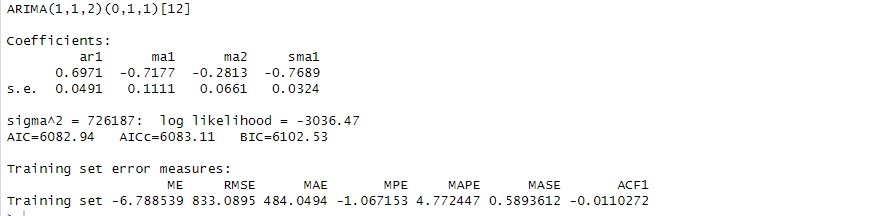 ARIMA(1,1,2)(0,1,1)[12]
Coefficients:
ar1 ma1 ma2 sma1
0.6971 -0.7177 -0.2813 -0.7689
s.e. 0.0491 0.1111 0.0661 0.0324
sigma^2 = 726187: log likelihood = -3036.47
AIC=6082.94 AICc=6083.11 BIC=6102.53
Training set error measures:
ME RMSE MAE MPE MAPE MASE ACF1
Training set -6.788539 833.0895 484.0494 -1.067153 4.772447 0.5893612 -0.0110272